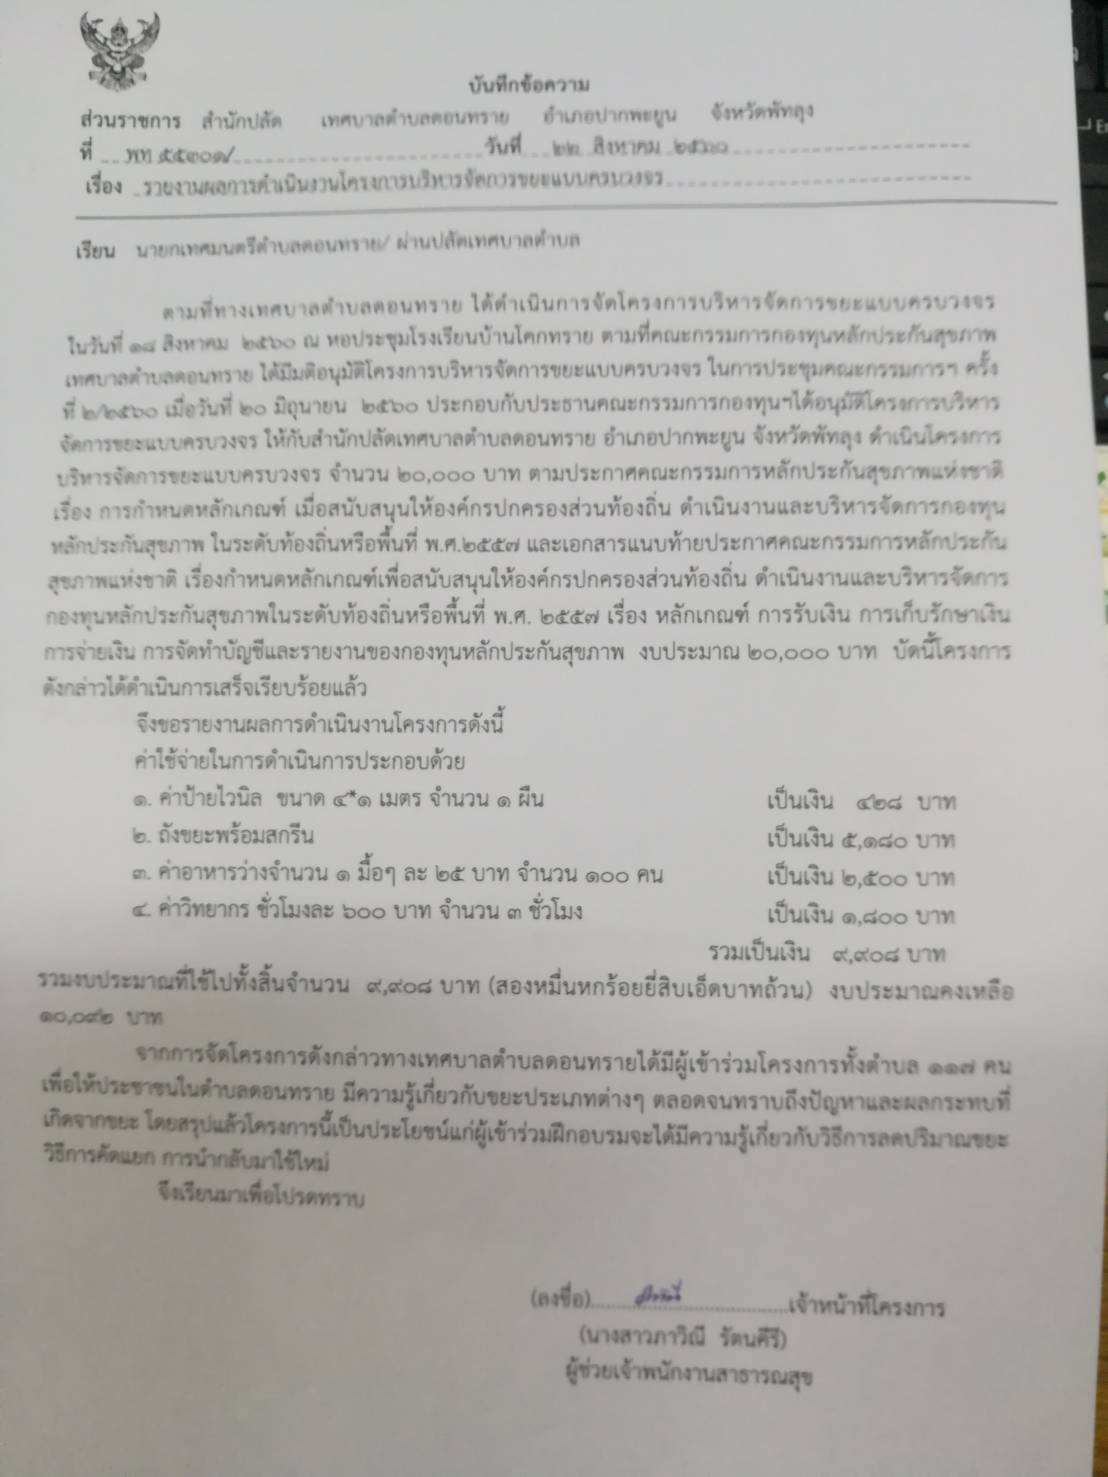 บันทึกข้อความ
ส่วนราชการ สำนักปลัด เทศบาลตำบลดอนทราย อำเภอปากพะยูน จังหวัดพัทลุง
ที่ พท ๕๕๓๐๑/ วันที่ ๒๒ สิงหาคม ๒๕๖๐
เรื่อง รายงานผลการดำเนินงานโครงการบริหารจัดการขยะแบบครบวงจร
เรียน นายกเทศมนตรีตำบลดอนทราย/ ผ่านปลัดเทศบาลตำบล
ตามที่ทางเทศบาลตำบลดอนทราย ได้ดำเนินการจัดโครงการบริหารจัดการขยะแบบครบวงจร
ในวันที่ ๑๘ สิงหาคม ๒๕๖๐ ณ หอประชุมโรงเรียนบ้านโคกทราย ตามที่คณะกรรมการกองทุนหลักประกันสุขภาพ
เทศบาลตำบลดอนทราย ได้มีมติอนุมัติโครงการบริหารจัดการขยะแบบครบวงจร ในการประชุมคณะกรรมการฯ ครั้ง
ที่ ๒/๒๕๖๐ เมื่อวันที่ ๒๐ มิถุนายน ๒๕๖๐ ประกอบกับประธานคณะกรรมการกองทุนฯได้อนุมัติโครงการบริหาร
จัดการขยะแบบครบวงจร ให้กับสำนักปลัดเทศบาลตำบลดอนทราย อำเภอปากพะยูน จังหวัดพัทลุง ดำเนินโครงการ
บริหารจัดการขยะแบบครบวงจร จำนวน ๒๐,๐๐๐ บาท ตามประกาศคณะกรรมการหลักประกันสุขภาพแห่งชาติ
เรื่อง การกำหนดหลักเกณฑ์ เมื่อสนับสนุนให้องค์กรปกครองส่วนท้องถิ่น ดำเนินงานและบริหารจัดการกองทุน
หลักประกันสุขภาพ ในระดับท้องถิ่นหรือพื้นที่ พ.ศ.๒๕๕๗ และเอกสารแนบท้ายประกาศคณะกรรมการหลักประกัน
สุขภาพแห่งชาติ เรื่องกำหนดหลักเกณฑ์เพื่อสนับสนุนให้องค์กรปกครองส่วนท้องถิ่น ดำเนินงานและบริหารจัดการ
กองทุนหลักประกันสุขภาพในระดับท้องถิ่นหรือพื้นที่ พ.ศ. ๒๕๕๗ เรื่อง หลักเกณฑ์ การรับเงิน การเก็บรักษาเงิน
การจ่ายเงิน การจัดทำบัญชีและรายงานของกองทุนหลักประกันสุขภาพ งบประมาณ ๒๐,๐๐๐ บาท บัดนี้โครงการ
ดังกล่าวได้ดำเนินการเสร็จเรียบร้อยแล้ว
จึงขอรายงานผลการดำเนินงานโครงการดังนี้
ค่าใช้จ่ายในการดำเนินการประกอบด้วย
๑. ค่าป้ายไวนิล ขนาด ๔*๑ เมตร จำนวน ๑ ผืน เป็นเงิน ๔๒๘ บาท
๒. ถังขยะพร้อมสกรีน เป็นเงิน ๕,๑๘๐ บาท
๓. ค่าอาหารว่างจำนวน ๑ มื้อๆ ละ ๒๕ บาท จำนวน ๑๐๐ คน เป็นเงิน ๒,๕๐๐ บาท
๔. ค่าวิทยากร ชั่วโมงละ ๖๐๐ บาท จำนวน ๓ ชั่วโมง เป็นเงิน ๑,๘๐๐ บาท
รวมเป็นเงิน ๙,๙๐๘ บาท
รวมงบประมาณที่ใช้ไปทั้งสิ้นจำนวน ๙,๙๐๘ บาท (สองหมื่นหกร้อยยี่สิบเอ็ดบาทถ้วน) งบประมาณคงเหลือ
๑๐,๐๙๒ บาท
จากการจัดโครงการดังกล่าวทางเทศบาลตำบลดอนทรายได้มีผู้เข้าร่วมโครงการทั้งตำบล ๑๑๗ คน
เพื่อให้ประชาชนในตำบลดอนทราย มีความรู้เกี่ยวกับขยะประเภทต่างๆ ตลอดจนทราบถึงปัญหาและผลกระทบที่
เกิดจากขยะ โดยสรุปแล้วโครงการนี้เป็นประโยชน์แก่ผู้เข้าร่วมฝึกอบรมจะได้มีความรู้เกี่ยวกับวิธีการลดปริมาณขยะ
วิธีการคัดแยก การนำกลับมาใช้ใหม่
จึงเรียนมาเพื่อโปรดทราบ
(ลงชื่อ)..............................เจ้าหน้าที่โครงการ
(นางสาวภาวิณี รัตนคีรี)
ผู้ช่วยเจ้าพนักงานสาธารณสุข